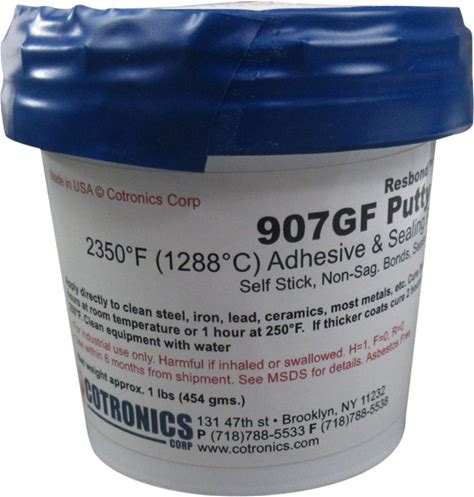 Made in USA © Cotronics Corp
Resbond
907GF Putty
2350°F (1288°C) Adhesive & Sealing
Self Stick, Non-Sag, Bonds,
Apply directly to clean steel, iron, lead, ceramics, most metals, etc.
at room temperature or 1 hour at 250°F. If thicker coats cure 2
Clean equipment with water
For industrial use only. Harmful if inhaled or swallowed. H=1, F=0, R=0
Use within 6 months from shipment. See MSDS for details. Asbestos Free
Net weight approx. 1 lbs (454 gms.)
COTRONICS
CORP
131 47th st • Brooklyn, NY 11232
P (718)788-5533 F (718)788-5538
www.cotronics.com